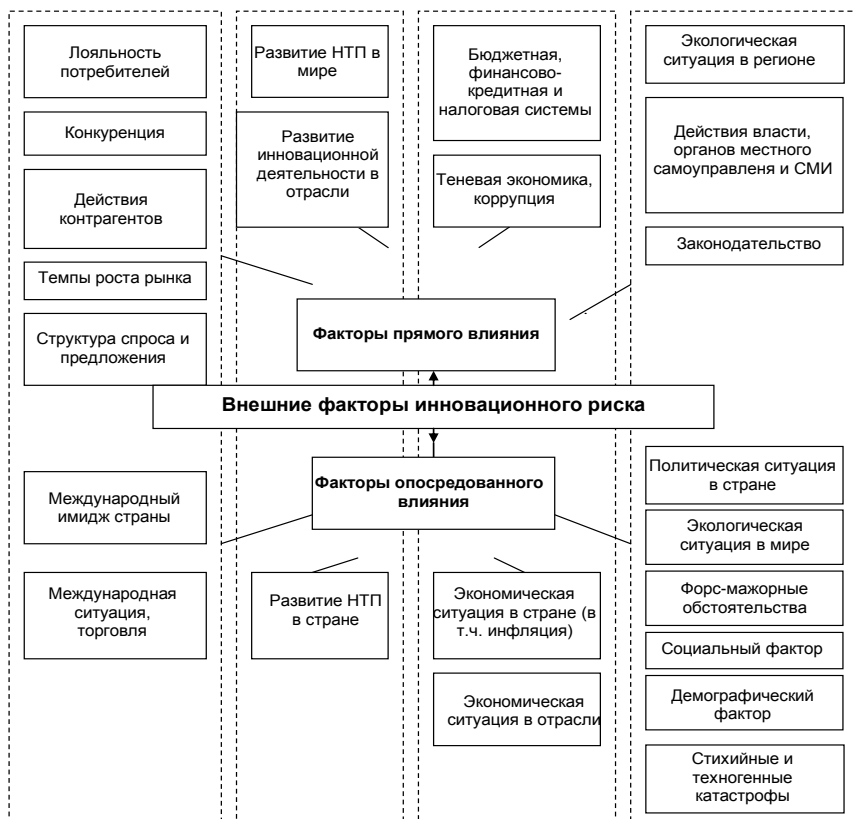 Лояльность
потребителей
Конкуренция
Действия
контрагентов
Темпы роста рынка
Структура спроса и
предложения
Развитие НТП в
мире
Развитие
инновационной
деятельности в
отрасли
Бюджетная,
финансово-
кредитная и
налоговая системы
Теневая экономика,
коррупция
Экологическая
ситуация в регионе
Действия власти,
органов местного
самоуправленя и СМИ
Законодательство
Факторы прямого влияния
Внешние факторы инновационного риска
Факторы опосредованного
влияния
Международный
имидж страны
Международная
ситуация,
торговля
Развитие НТП
в стране
Экономическая
ситуация в стране (в
т.ч. инфляция)
Экономическая
ситуация в отрасли
Политическая ситуация
в стране
Экологическая
ситуация в мире
Форс-мажорные
обстоятельства
Социальный фактор
Демографический
фактор
Стихийные и
техногенные
катастрофы